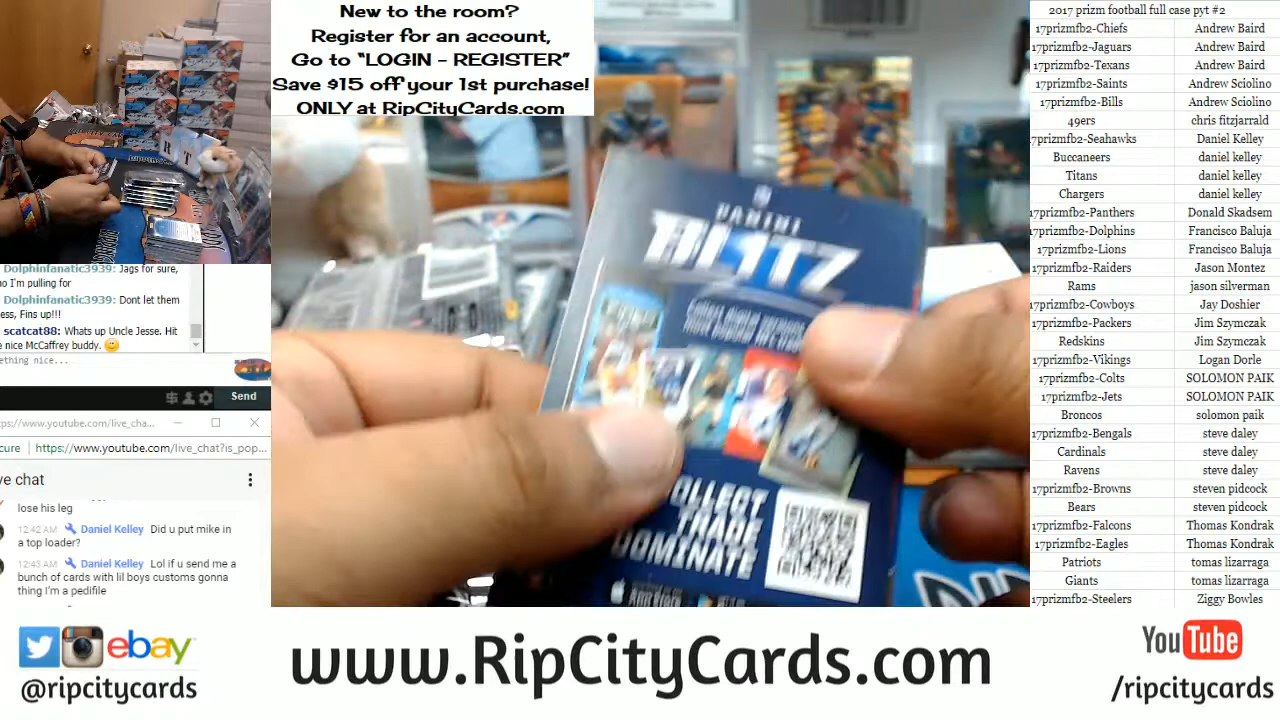 New to the room?
Register for an account,
Go to "LOGIN - REGISTER"
Save $15 off your 1st purchase!
ONLY at RipCityCards.com
2017 prizm football full case pyt #2
17prizmfb2-Chiefs Andrew Baird
17prizmfb2-Jaguars Andrew Baird
17prizmfb2-Texans Andrew Baird
17prizmfb2-Saints Andrew Sciolino
17prizmfb2-Bills Andrew Sciolino
49ers chris fitzjarrald
17prizmfb2-Seahawks Daniel Kelley
Buccaneers daniel kelley
Titans daniel kelley
Chargers daniel kelley
17prizmfb2-Panthers Donald Skadsem
17prizmfb2-Dolphins Francisco Baluja
17prizmfb2-Lions Francisco Baluja
17prizmfb2-Raiders Jason Montez
Rams jason silverman
17prizmfb2-Cowboys Jay Doshier
17prizmfb2-Packers Jim Szymczak
Redskins Jim Szymczak
17prizmfb2-Vikings Logan Dorle
17prizmfb2-Colts SOLOMON PAIK
17prizmfb2-Jets SOLOMON PAIK
Broncos solomon paik
17prizmfb2-Bengals steve daley
Cardinals steve daley
Ravens steve daley
17prizmfb2-Browns steven pidcock
Bears steven pidcock
17prizmfb2-Falcons Thomas Kondrak
17prizmfb2-Eagles Thomas Kondrak
Patriots tomas lizarraga
Giants tomas lizarraga
17prizmfb2-Steelers Ziggy Bowles
Dolphinfanatic3939: Jags for sure,
o I'm pulling for
Dolphinfanatic3939: Dont let them
ess, Fins up!!!
scatcat88: Whats up Uncle Jesse. Hit
e nice McCaffrey buddy.
ething nice...
Send
ps://www.youtube.com/live_cha...
cure https://www.youtube.com/live_chat?is_pop...
ve chat
lose his leg
12:42 AM Daniel Kelley Did u put mike in
a top loader?
12:43 AM Daniel Kelley Lol if u send me a
bunch of cards with lil boys customs gonna
thing I'm a pedifile
PANINI
BLITZ
COLLECT
TRADE
DOMINATE
ebay
@ripcitycards
www.RipCityCards.com
YouTube
/ripcitycards